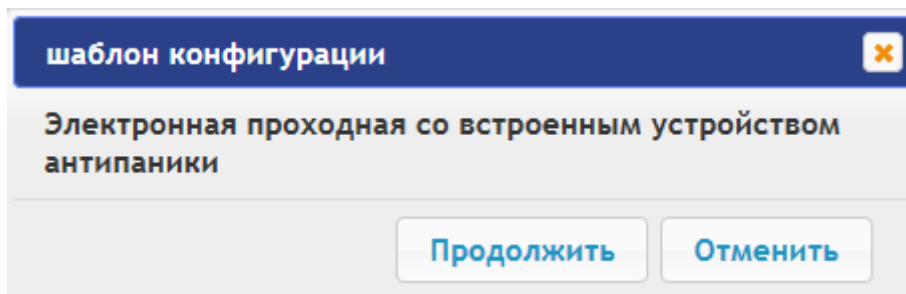 шаблон конфигурации
Электронная проходная со встроенным устройством
антипаники
Продолжить Отменить